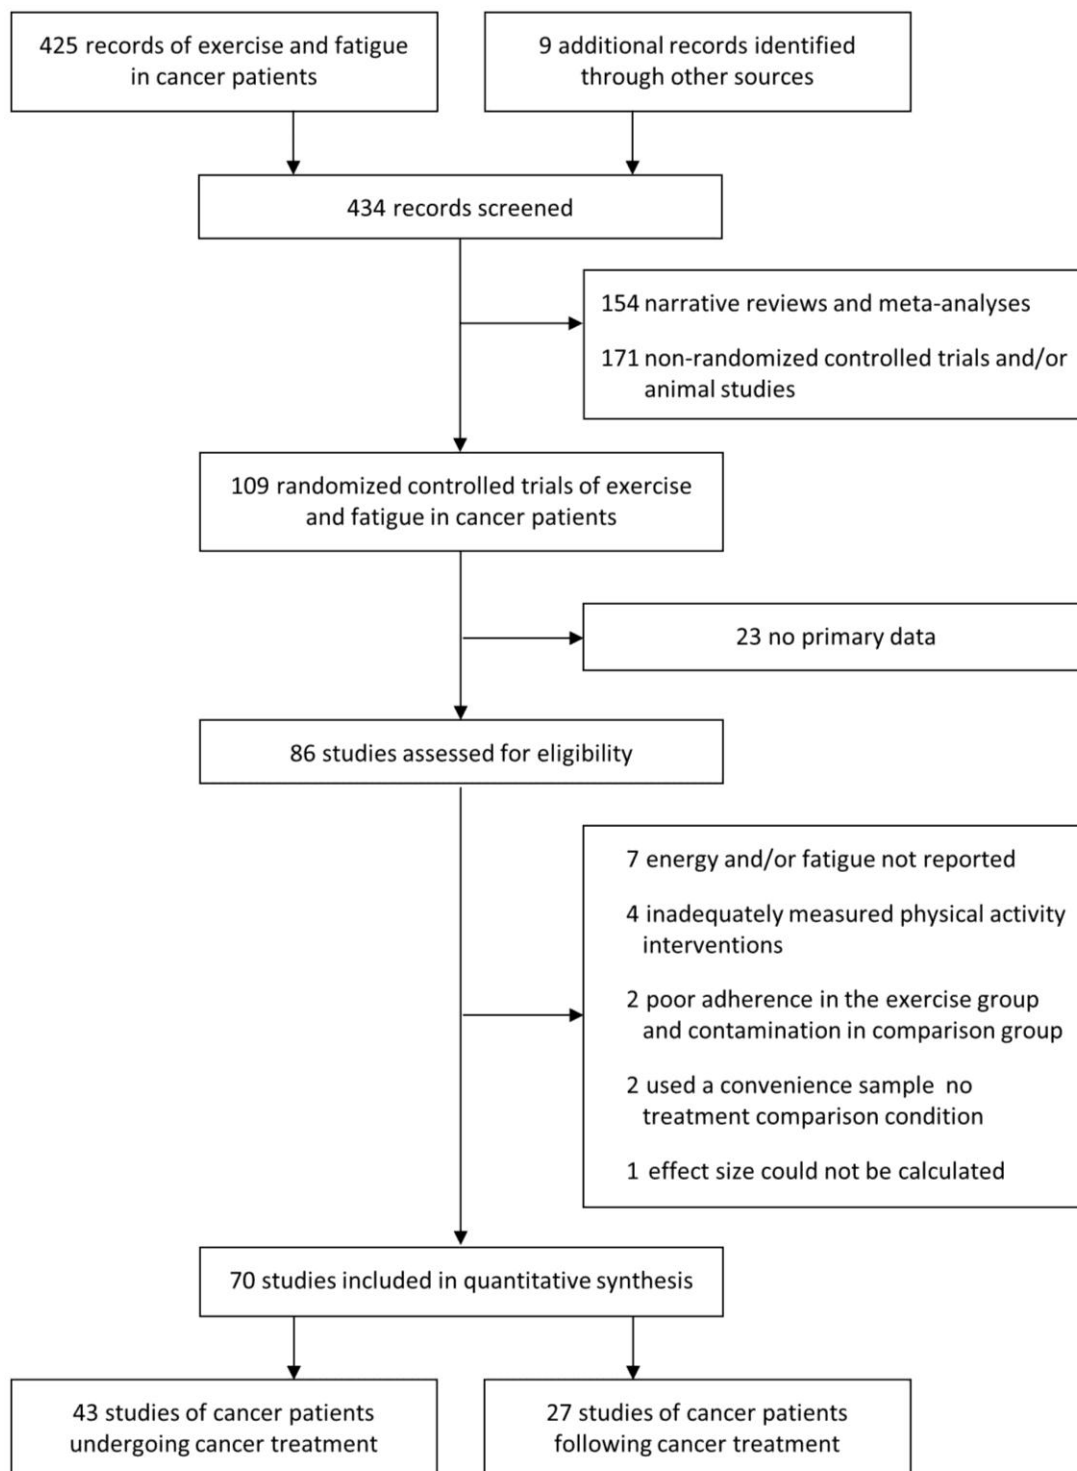 425 records of exercise and fatigue
in cancer patients
9 additional records identified
through other sources
434 records screened
154 narrative reviews and meta-analyses
171 non-randomized controlled trials and/or
animal studies
109 randomized controlled trials of exercise
and fatigue in cancer patients
23 no primary data
86 studies assessed for eligibility
7 energy and/or fatigue not reported
4 inadequately measured physical activity
interventions
2 poor adherence in the exercise group
and contamination in comparison group
2 used a convenience sample no
treatment comparison condition
1 effect size could not be calculated
70 studies included in quantitative synthesis
43 studies of cancer patients
undergoing cancer treatment
27 studies of cancer patients
following cancer treatment